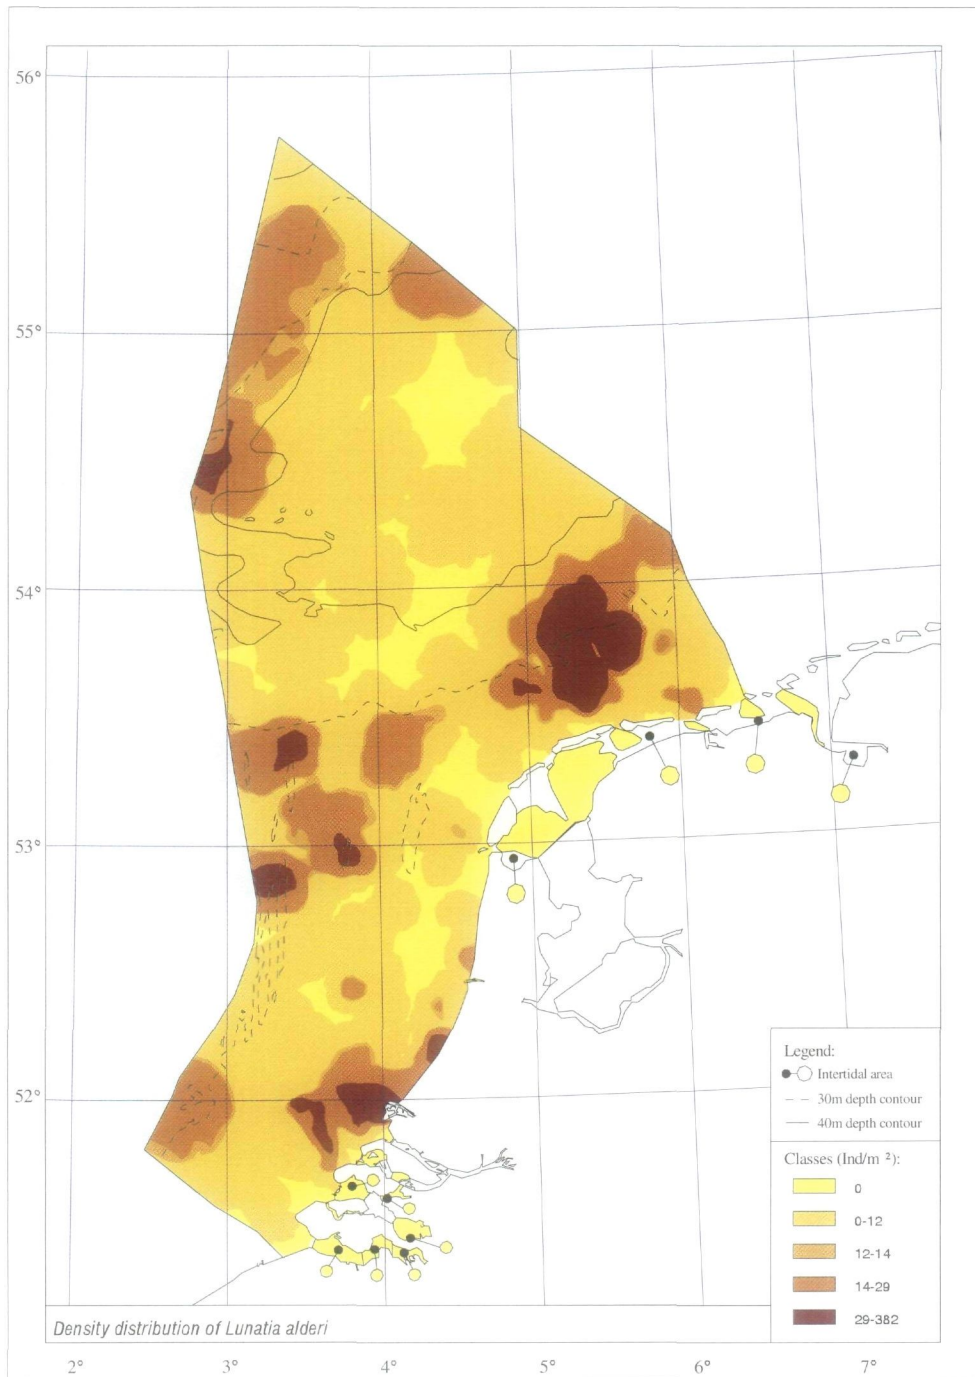 56°
55°
54°
53°
52°
Legend:
Intertidal area
30m depth contour
40m depth contour
Classes (Ind/m ²):
0
0-12
12-14
14-29
29-382
Density distribution of Lunatia alderi
2° 3° 4° 5° 6° 7°